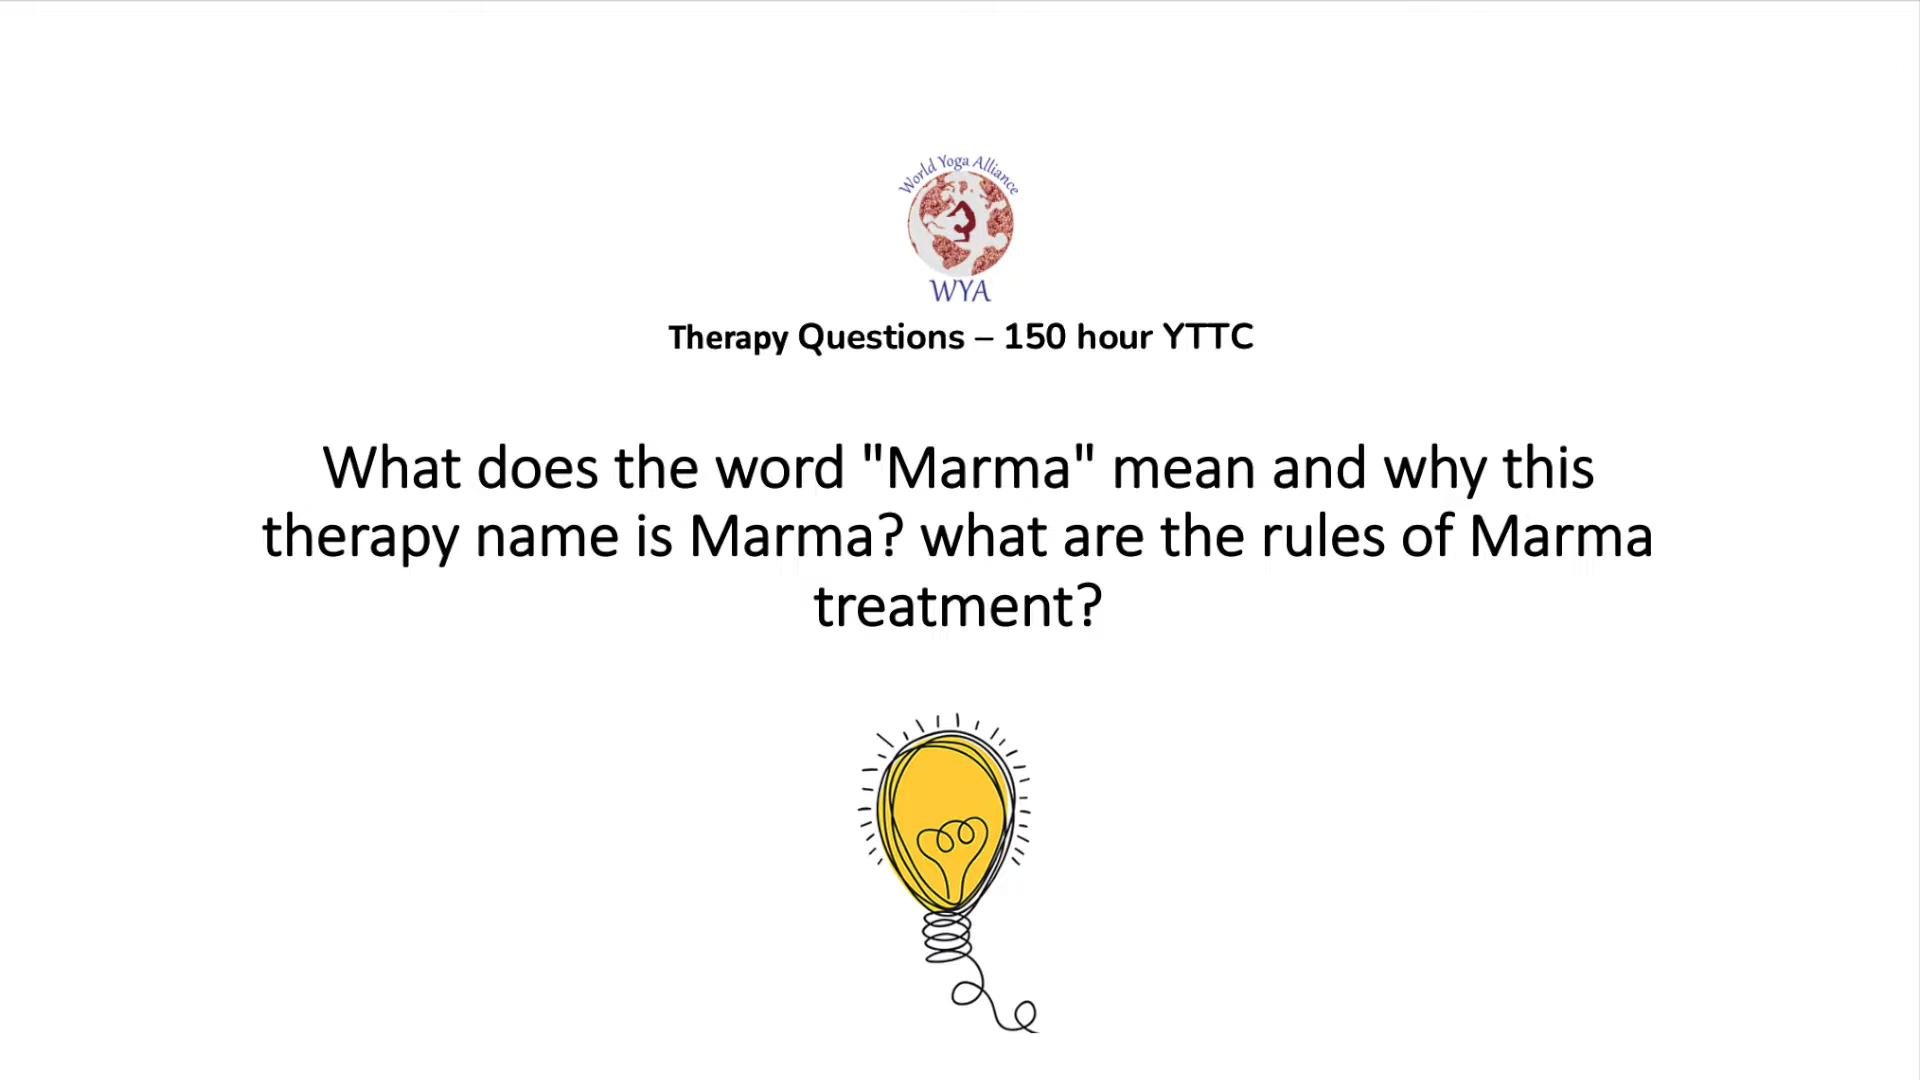 World Yoga Alliance
WYA
Therapy Questions – 150 hour YTTC
What does the word "Marma" mean and why this
therapy name is Marma? what are the rules of Marma
treatment?